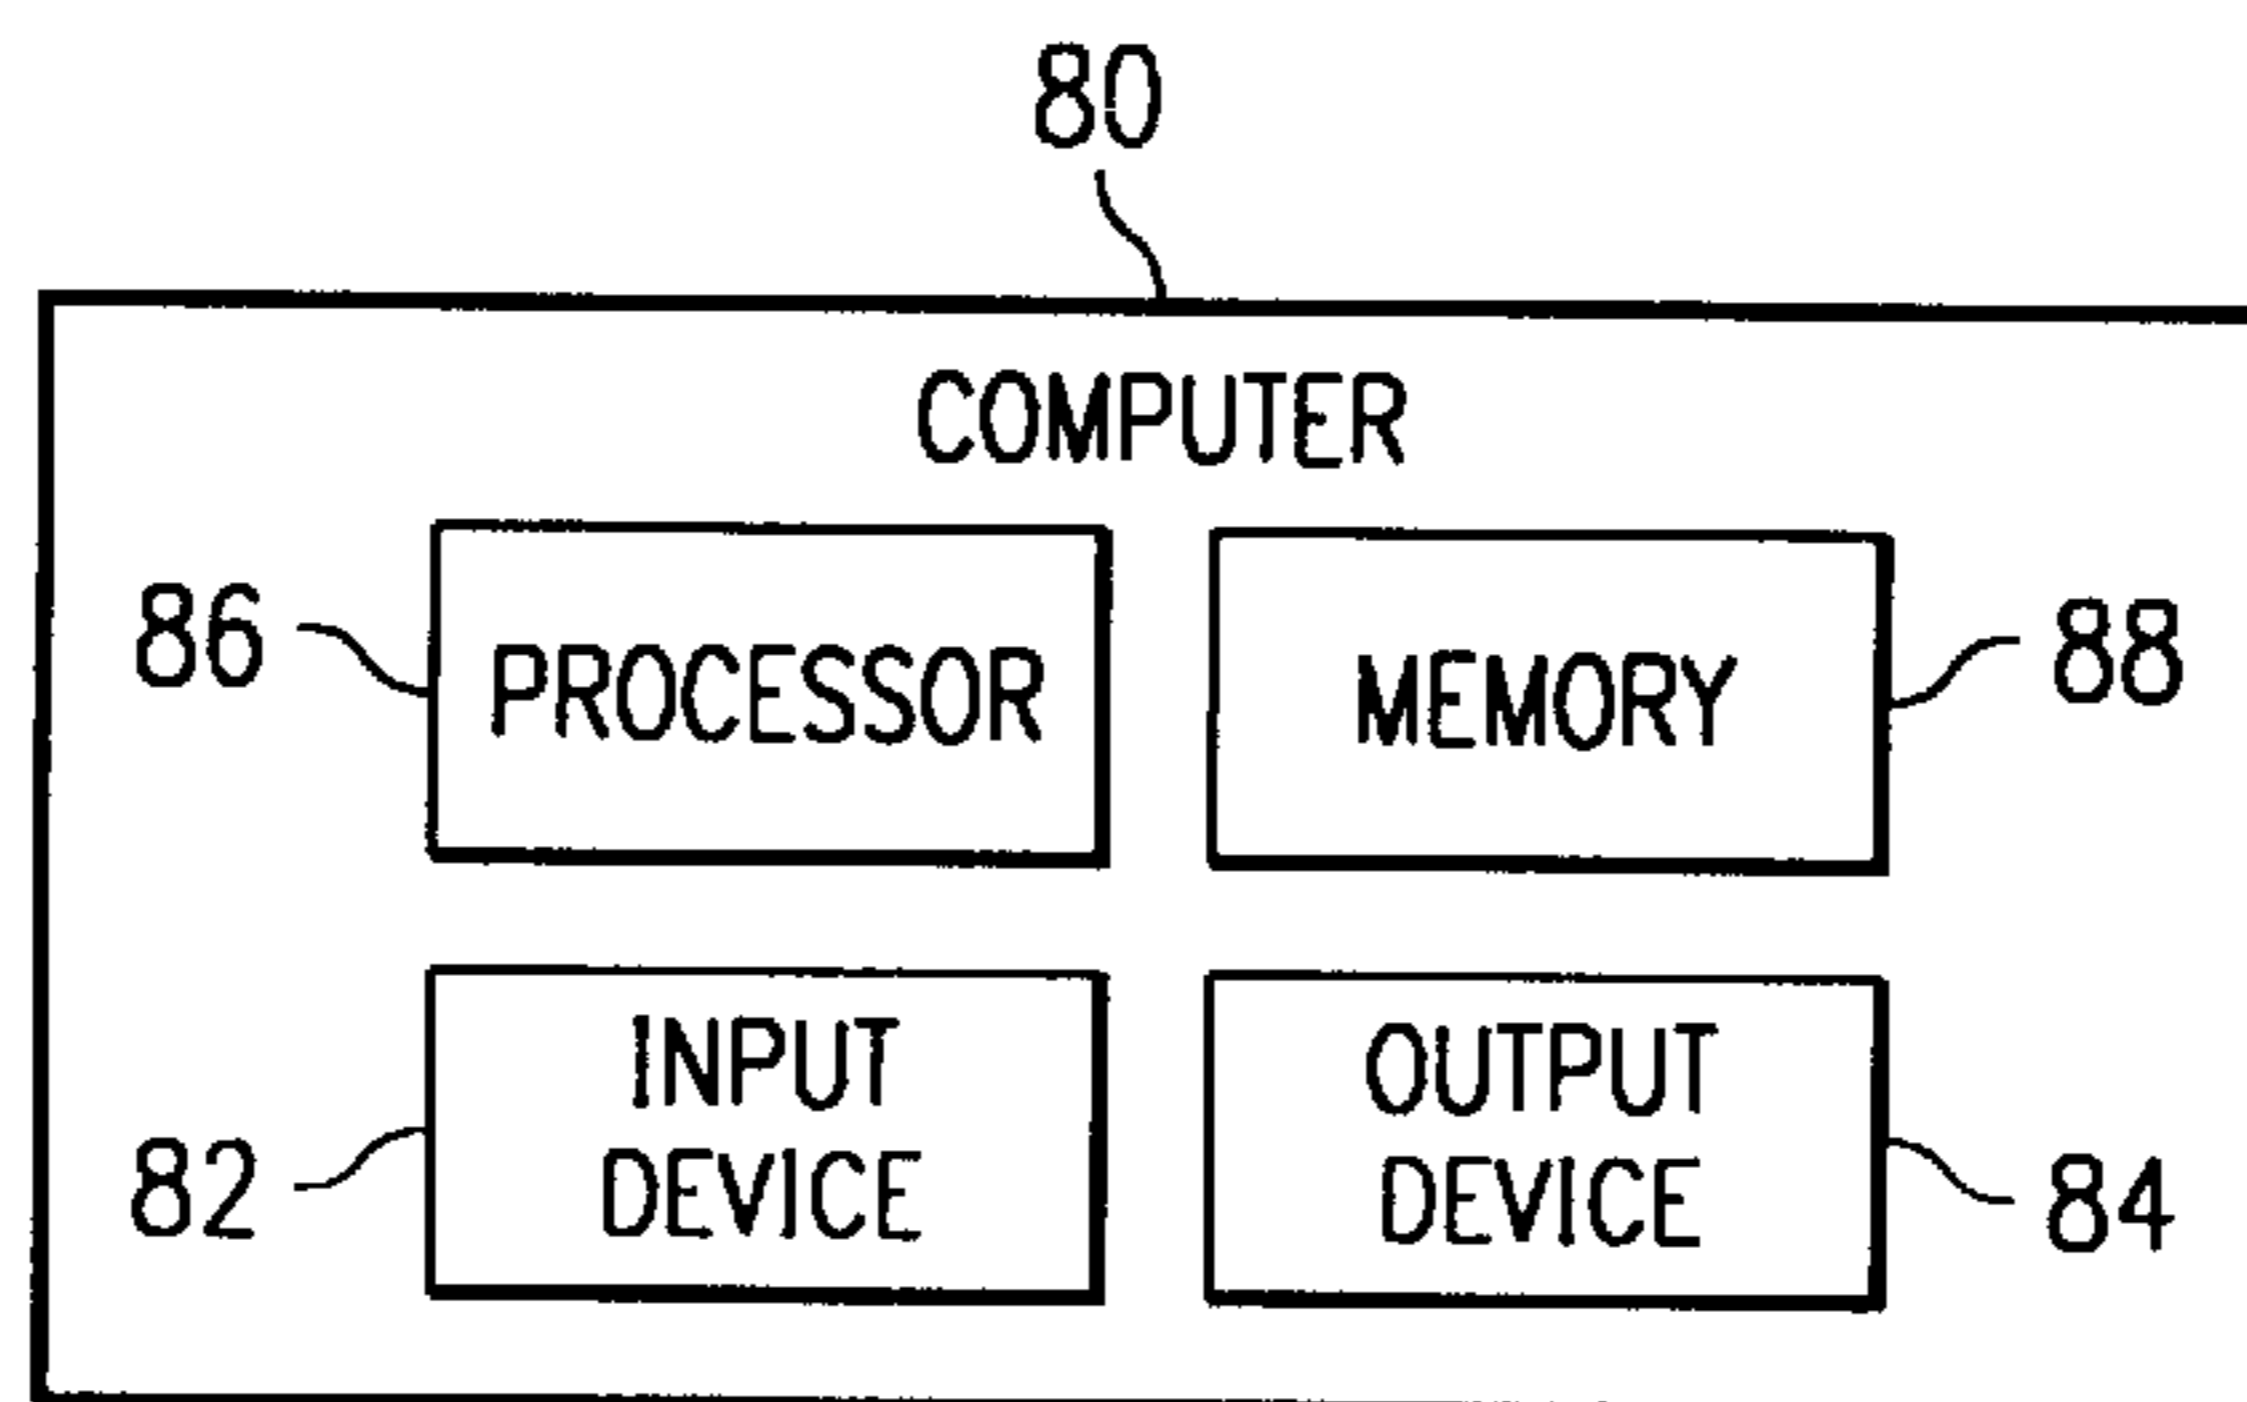 80
COMPUTER
86 PROCESSOR MEMORY 88
INPUT OUTPUT
82 DEVICE DEVICE 84